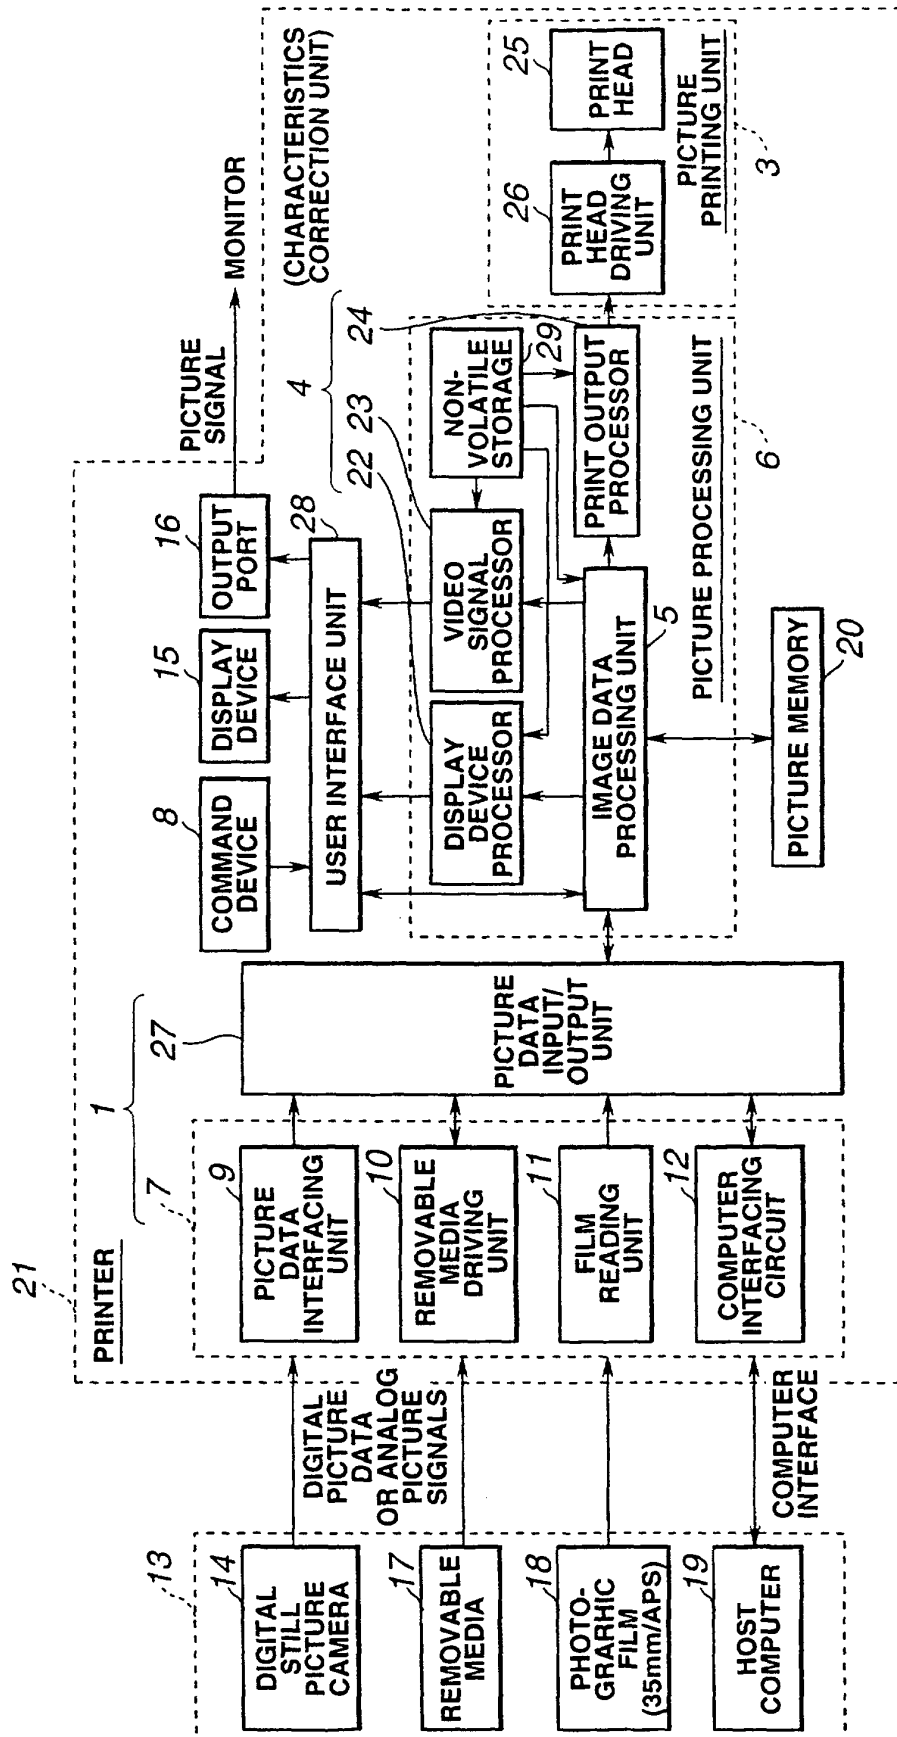 21
PRINTER
1
7
27
13
14
DIGITAL
STILL
PICTURE
CAMERA
17
REMOVABLE
MEDIA
18
PHOTO-
GRARHIC
FILM
(35mm/APS)
19
HOST
COMPUTER
DIGITAL
PICTURE
DATA
OR ANALOG
PICTURE
SIGNALS
COMPUTER
INTERFACE
9
PICTURE
DATA
INTERFACING
UNIT
10
REMOVABLE
MEDIA
DRIVING
UNIT
11
FILM
READING
UNIT
12
COMPUTER
INTERFACING
CIRCUIT
PICTURE
DATA
INPUT/
OUTPUT
UNIT
8
COMMAND
DEVICE
15
DISPLAY
DEVICE
16
OUTPUT
PORT
PICTURE
SIGNAL
MONITOR
28
USER INTERFACE UNIT
4
(CHARACTERISTICS
CORRECTION UNIT)
22
23
24
DISPLAY
DEVICE
PROCESSOR
VIDEO
SIGNAL
PROCESSOR
NON-
VOLATILE
STORAGE
29
IMAGE DATA
PROCESSING UNIT
5
PRINT OUTPUT
PROCESSOR
PICTURE PROCESSING UNIT
6
PICTURE MEMORY
20
26
PRINT
HEAD
DRIVING
UNIT
25
PRINT
HEAD
PICTURE
PRINTING UNIT
3